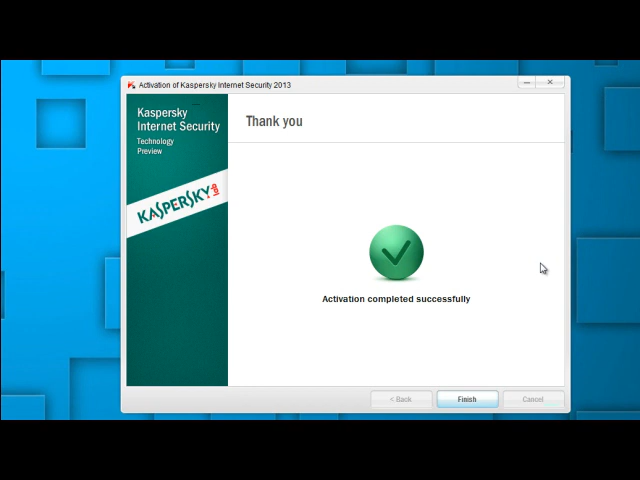 Activation of Kaspersky Internet Security 2013
Kaspersky
Internet Security
Technology
Preview
KASPERSKY lab
Thank you
Activation completed successfully
< Back
Finish
Cancel